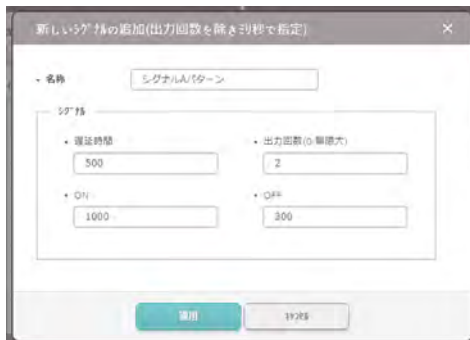 新しいｼｸﾞﾅﾙの追加(出力回数を除きﾐﾘ秒で指定)
×
• 名称
シグナルAパターン
ｼｸﾞﾅﾙ
• 遅延時間
• 出力回数(0:無限大)
500
2
• ON
• OFF
1000
300
適用
ｷｬﾝｾﾙ